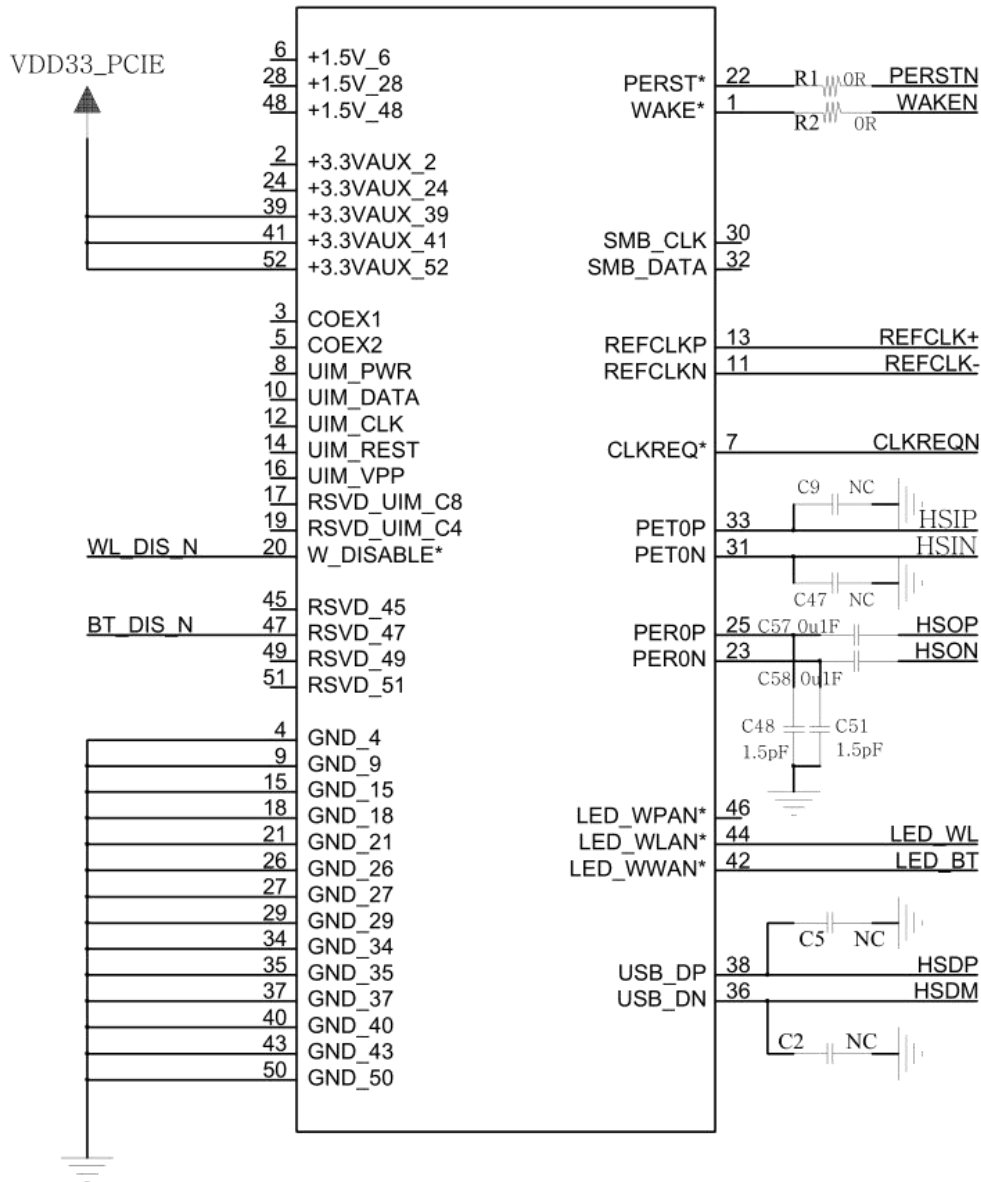 VDD33_PCIE
6 +1.5V_6
28 +1.5V_28
48 +1.5V_48
2 +3.3VAUX_2
24 +3.3VAUX_24
39 +3.3VAUX_39
41 +3.3VAUX_41
52 +3.3VAUX_52
3 COEX1
5 COEX2
8 UIM_PWR
10 UIM_DATA
12 UIM_CLK
14 UIM_REST
16 UIM_VPP
17 RSVD_UIM_C8
19 RSVD_UIM_C4
WL_DIS_N 20 W_DISABLE*
45 RSVD_45
BT_DIS_N 47 RSVD_47
49 RSVD_49
51 RSVD_51
4 GND_4
9 GND_9
15 GND_15
18 GND_18
21 GND_21
26 GND_26
27 GND_27
29 GND_29
34 GND_34
35 GND_35
37 GND_37
40 GND_40
43 GND_43
50 GND_50
PERST* 22 R1 0R PERSTN
WAKE* 1 WAKEN
R2 0R
SMB_CLK 30
SMB_DATA 32
REFCLKP 13 REFCLK+
REFCLKN 11 REFCLK-
CLKREQ* 7 CLKREQN
C9 NC
PET0P 33 HSIP
PET0N 31 HSIN
C47 NC
PER0P 25 C57 0u1F HSOP
PER0N 23 HSON
C58 0u1F
C48 C51
1.5pF 1.5pF
LED_WPAN* 46
LED_WLAN* 44 LED_WL
LED_WWAN* 42 LED_BT
C5 NC
USB_DP 38 HSDP
USB_DN 36 HSDM
C2 NC